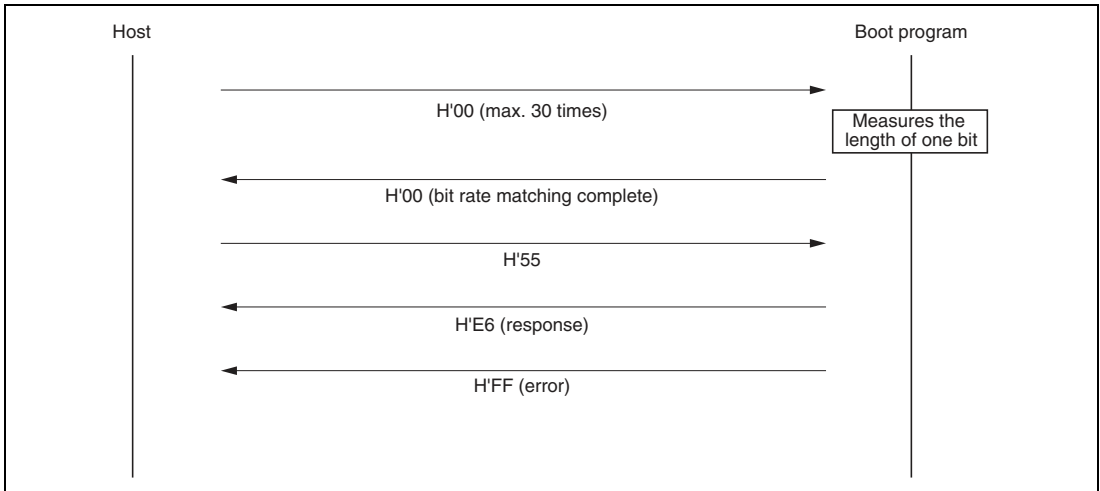 Host
Boot program
H'00 (max. 30 times)
Measures the
length of one bit
H'00 (bit rate matching complete)
H'55
H'E6 (response)
H'FF (error)